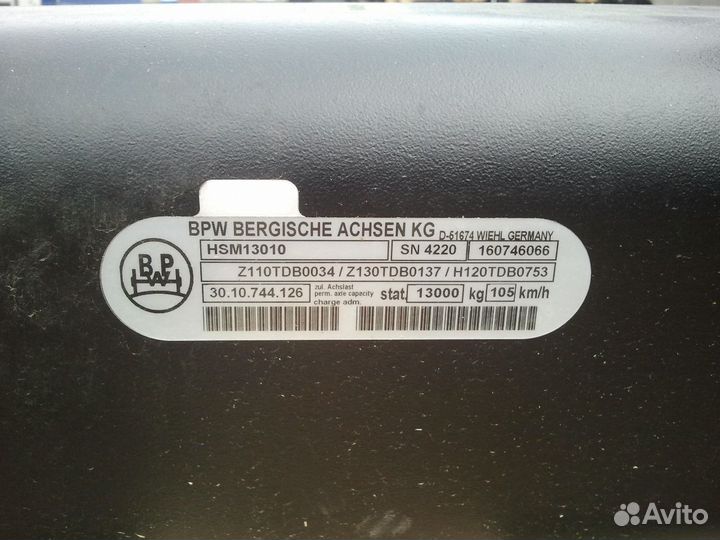 BPW BERGISCHE ACHSEN KG D-51674 WIEHL GERMANY
BPW
HSM13010 SN 4220 160746066
Z110TDB0034 / Z130TDB0137 / H120TDB0753
30.10.744.126 zul. Achslast perm. axle capacity charge adm. stat. 13000 kg 105 km/h
Avito